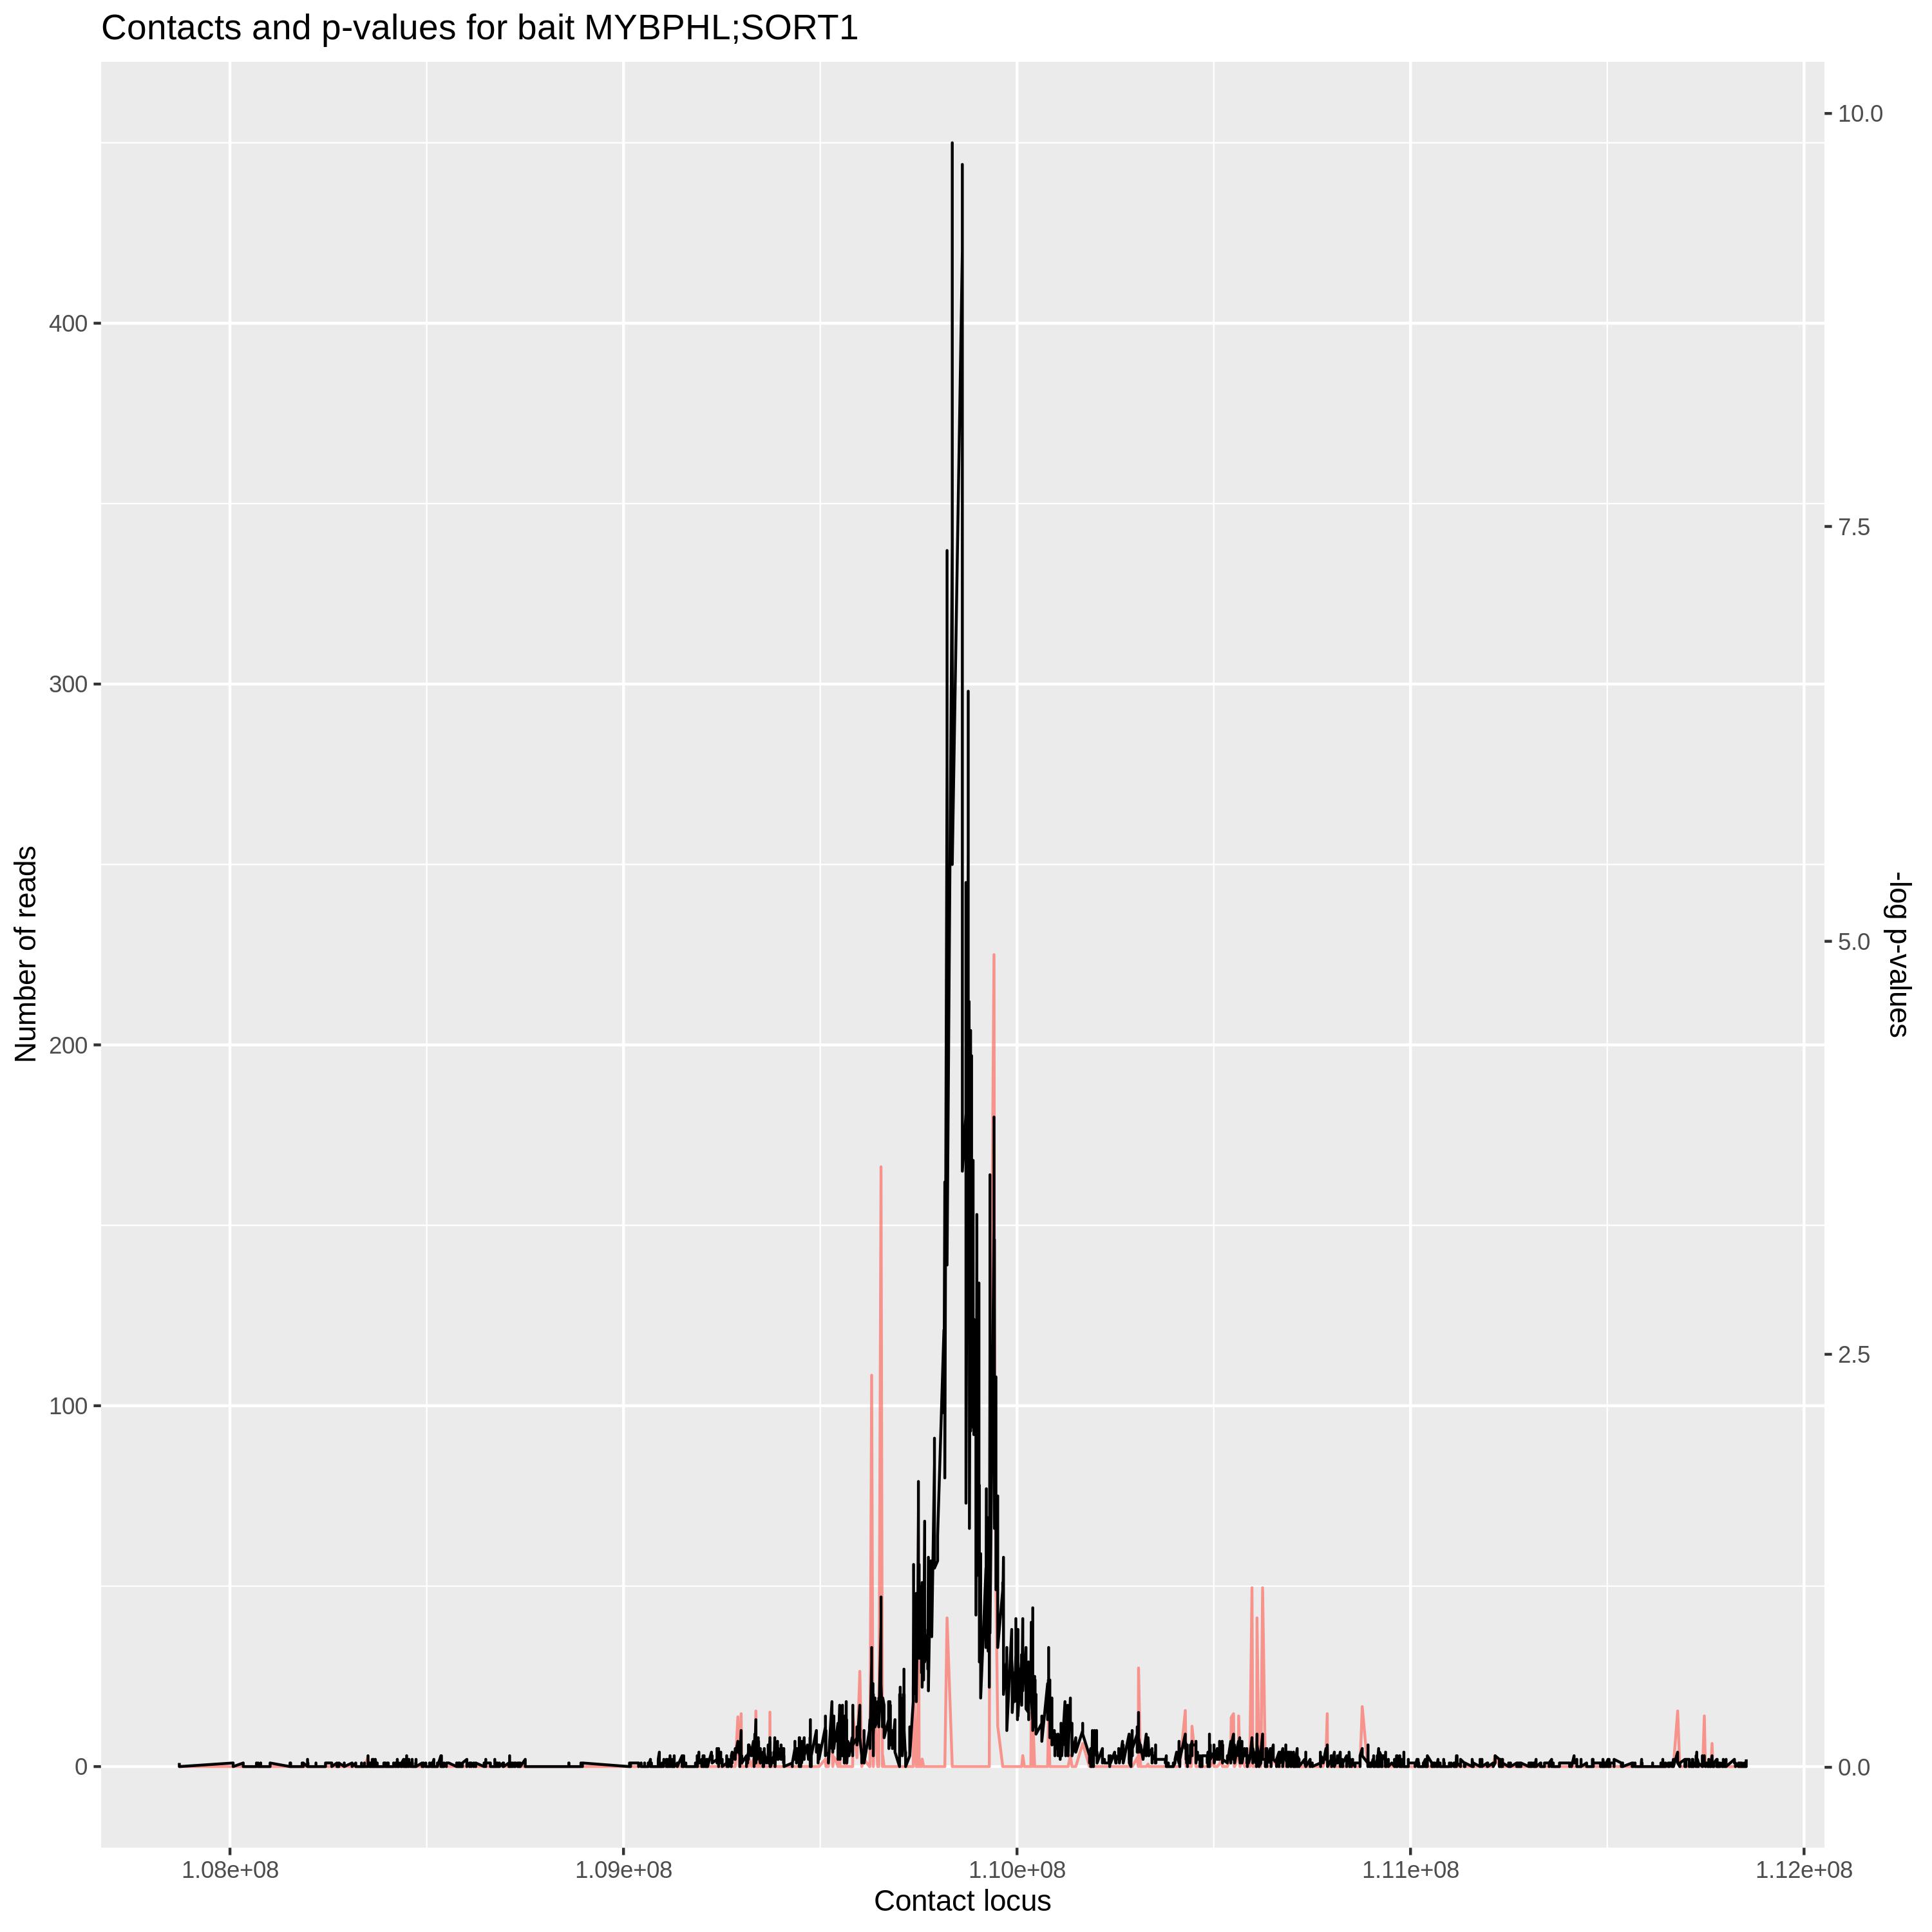 Contacts and p-values for bait MYBPHL;SORT1
10.0
400
7.5
300
Number of reads
5.0
-log p-values
200
2.5
100
0
0.0
1.08e+08 1.09e+08 1.10e+08 1.11e+08 1.12e+08
Contact locus